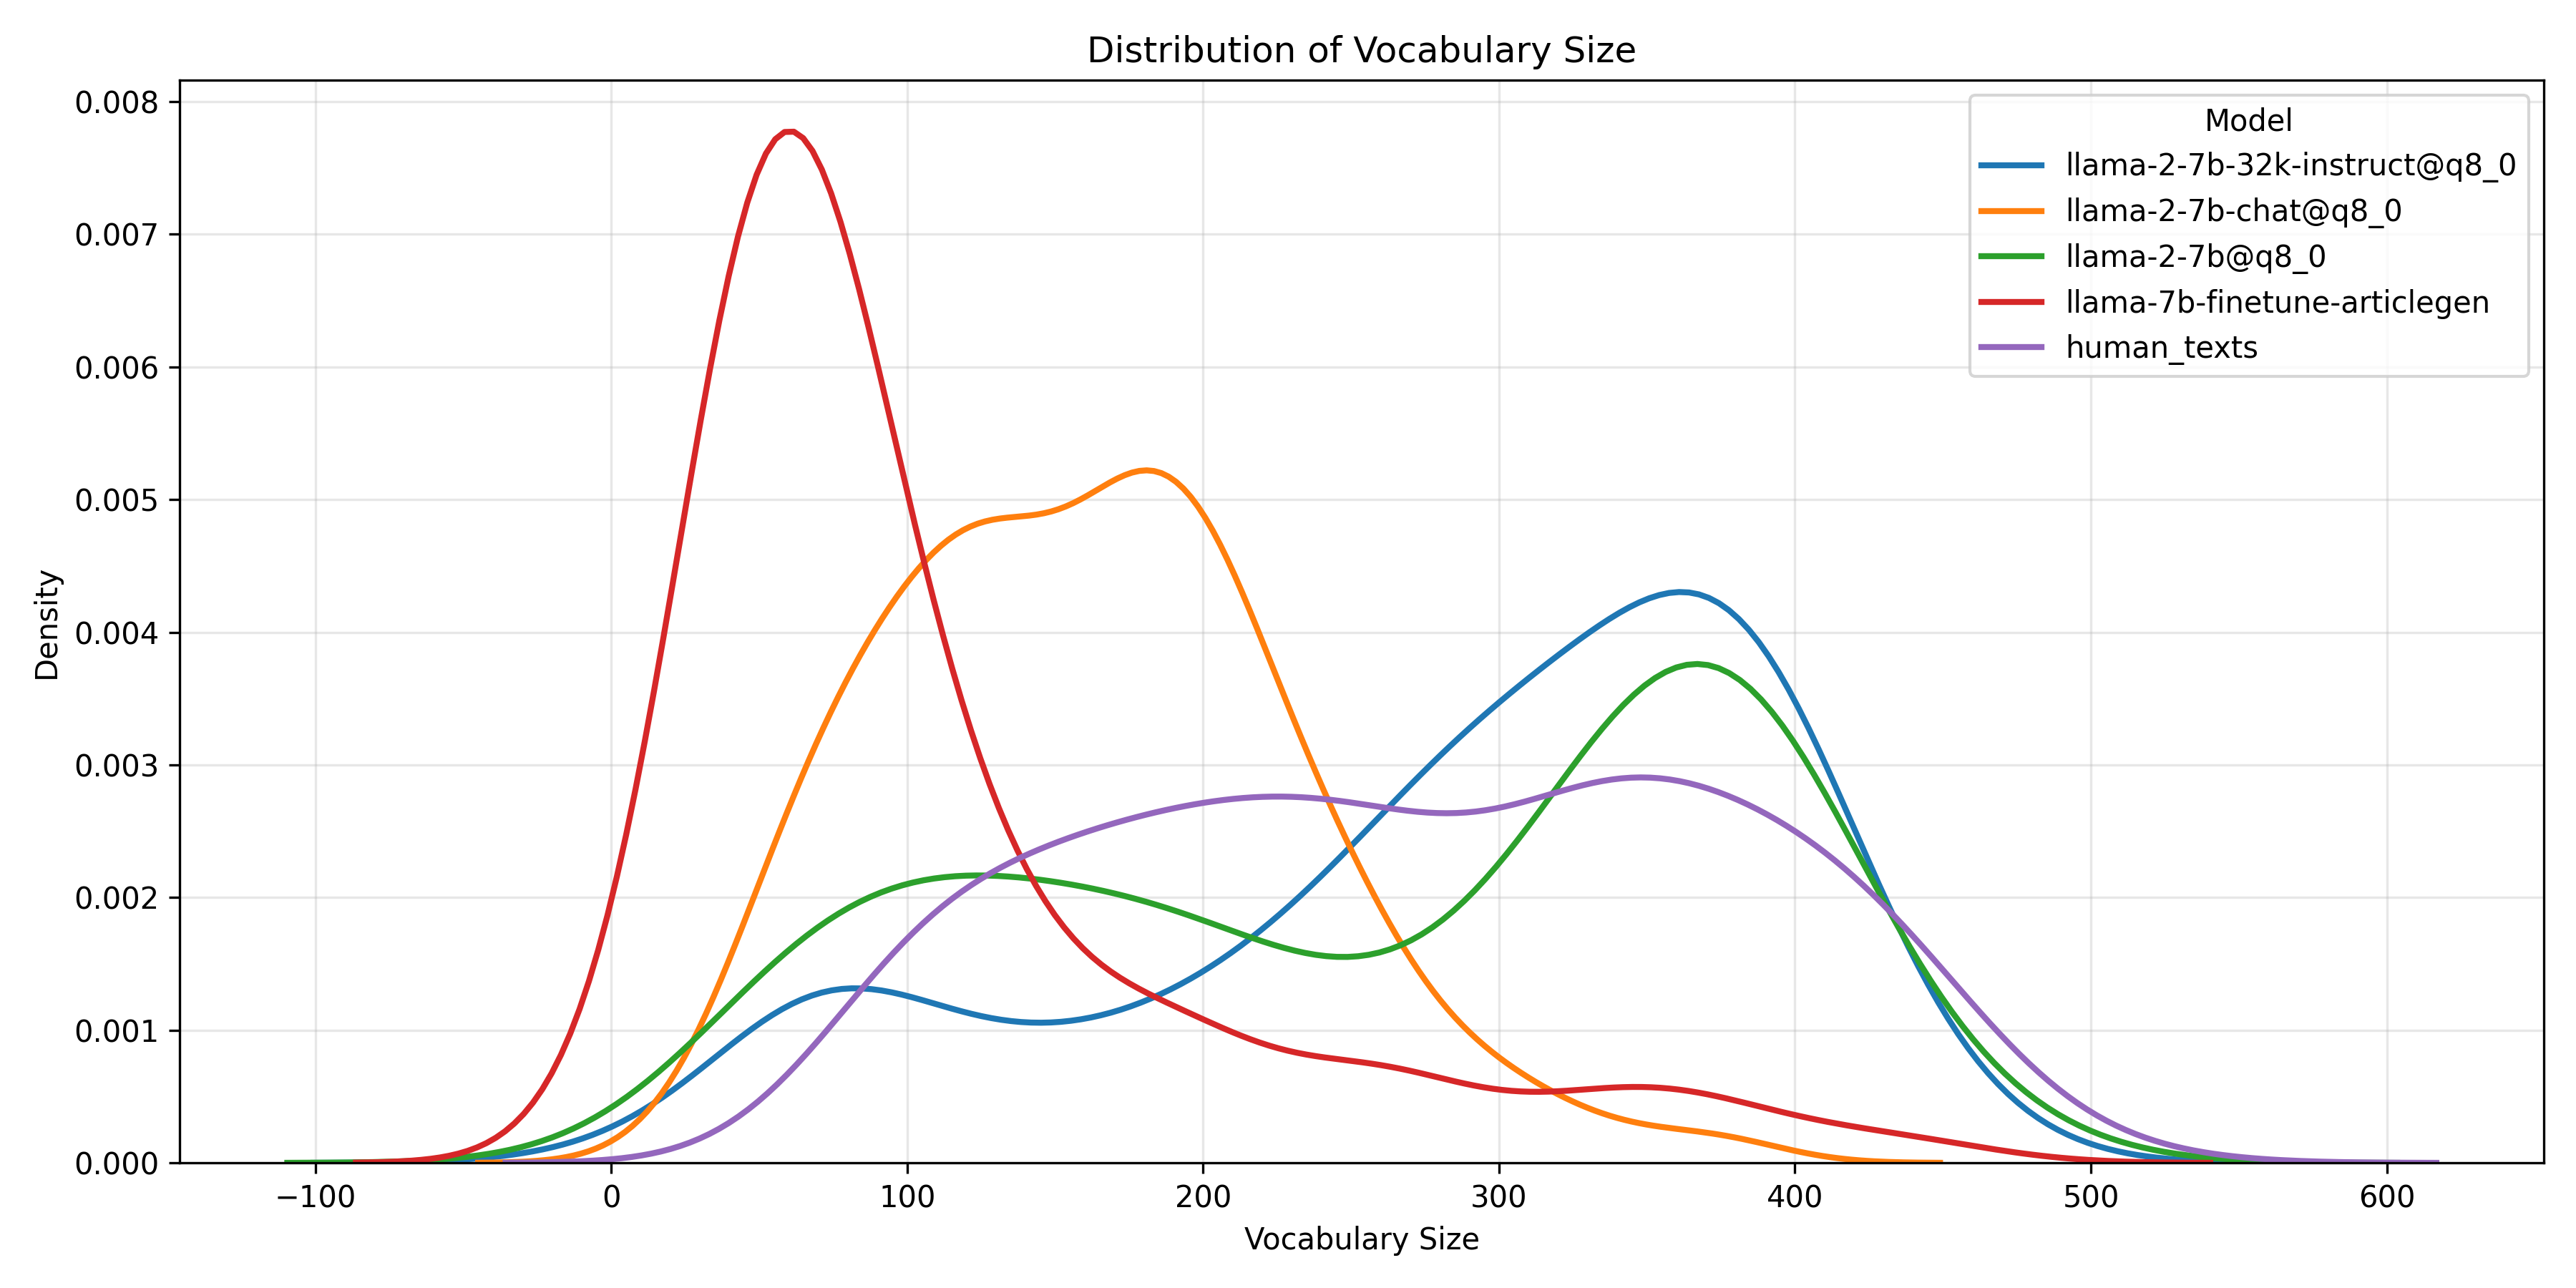 Distribution of Vocabulary Size
0.008
0.007
0.006
0.005
0.004
0.003
0.002
0.001
0.000
Density
Model
llama-2-7b-32k-instruct@q8_0
llama-2-7b-chat@q8_0
llama-2-7b@q8_0
llama-7b-finetune-articlegen
human_texts
−100 0 100 200 300 400 500 600
Vocabulary Size